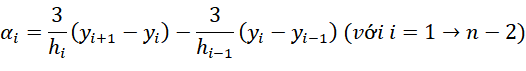 αᵢ = 3/hᵢ (yᵢ₊₁ − yᵢ) − 3/hᵢ₋₁ (yᵢ − yᵢ₋₁) (với i = 1 → n − 2)